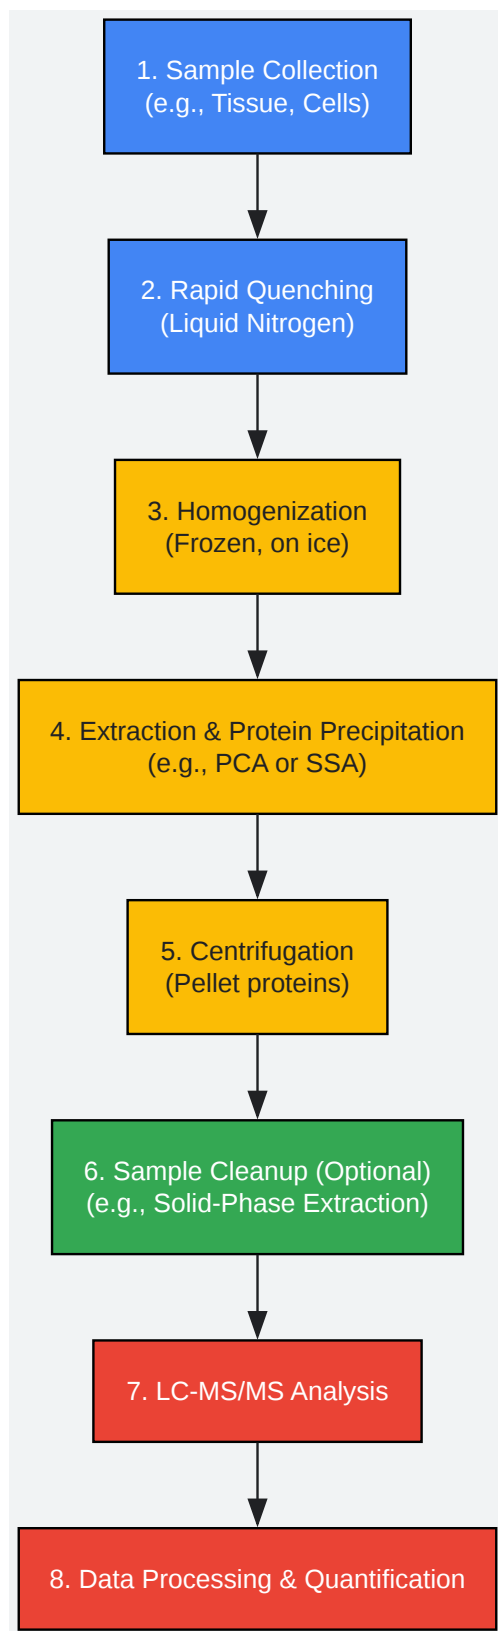 1. Sample Collection
(e.g., Tissue, Cells)
2. Rapid Quenching
(Liquid Nitrogen)
3. Homogenization
(Frozen, on ice)
4. Extraction & Protein Precipitation
(e.g., PCA or SSA)
5. Centrifugation
(Pellet proteins)
6. Sample Cleanup (Optional)
(e.g., Solid-Phase Extraction)
7. LC-MS/MS Analysis
8. Data Processing & Quantification